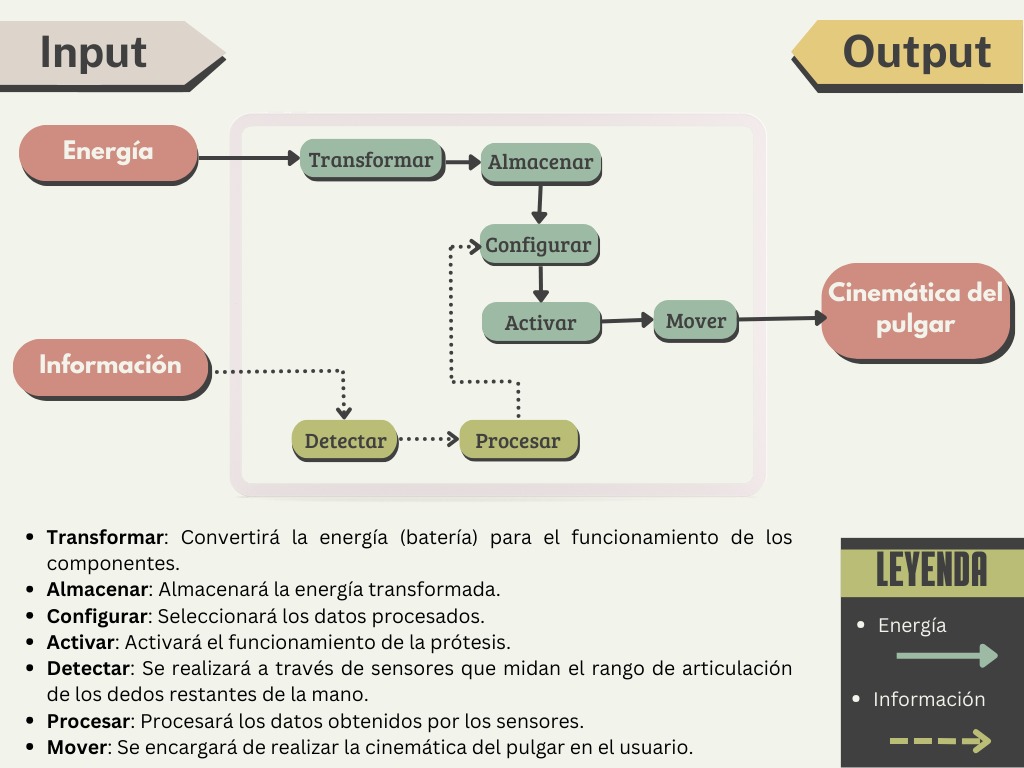 Input
Output
Energía
Transformar
Almacenar
Configurar
Activar
Mover
Cinemática del
pulgar
Información
Detectar
Procesar
• Transformar: Convertirá la energía (batería) para el funcionamiento de los
componentes.
• Almacenar: Almacenará la energía transformada.
• Configurar: Seleccionará los datos procesados.
• Activar: Activará el funcionamiento de la prótesis.
• Detectar: Se realizará a través de sensores que midan el rango de articulación
de los dedos restantes de la mano.
• Procesar: Procesará los datos obtenidos por los sensores.
• Mover: Se encargará de realizar la cinemática del pulgar en el usuario.
LEYENDA
• Energía
• Información